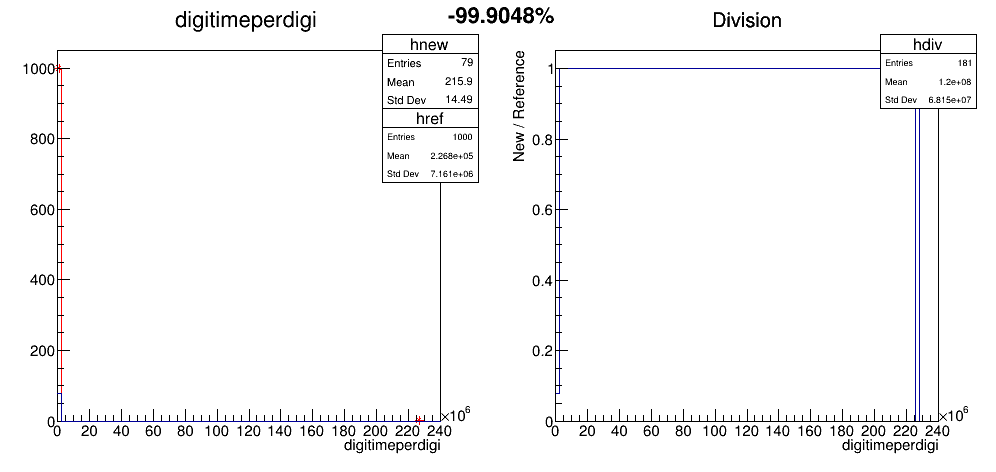 digitimeperdigi
-99.9048%
Division
hnew
Entries 79
Mean 215.9
Std Dev 14.49
href
Entries 1000
Mean 2.268e+05
Std Dev 7.161e+06
1000
800
600
400
200
0
0 20 40 60 80 100 120 140 160 180 200 220 240
×10⁶
digitimeperdigi
New / Reference
hdiv
Entries 181
Mean 1.2e+08
Std Dev 6.815e+07
1
0.8
0.6
0.4
0.2
0
0 20 40 60 80 100 120 140 160 180 200 220 240
×10⁶
digitimeperdigi